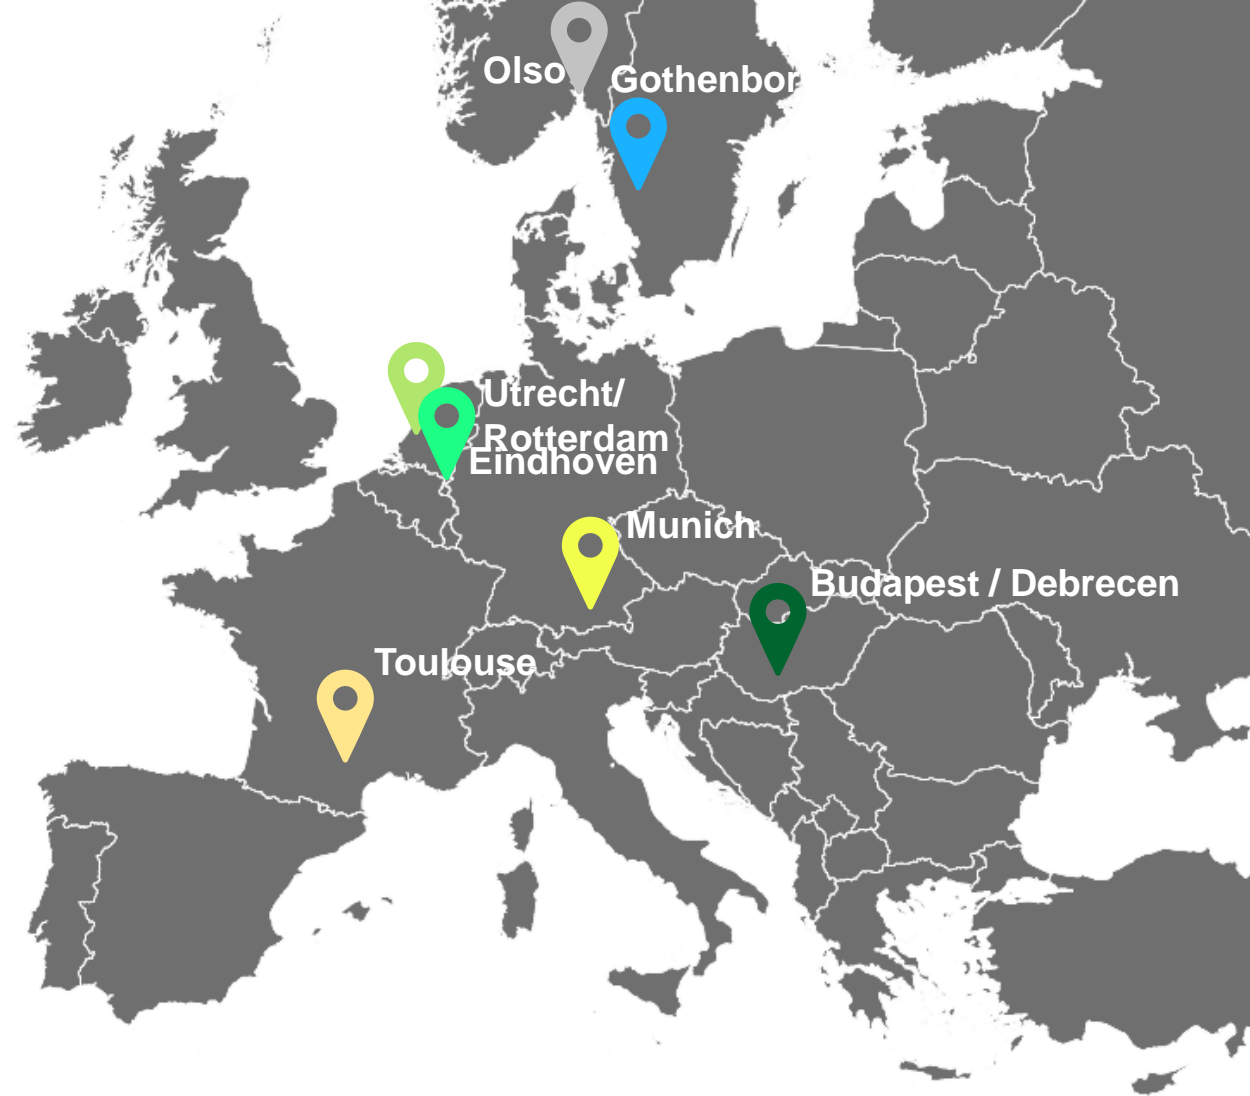 Olso
Gothenbor
Utrecht/
Rotterdam
Eindhoven
Munich
Budapest / Debrecen
Toulouse